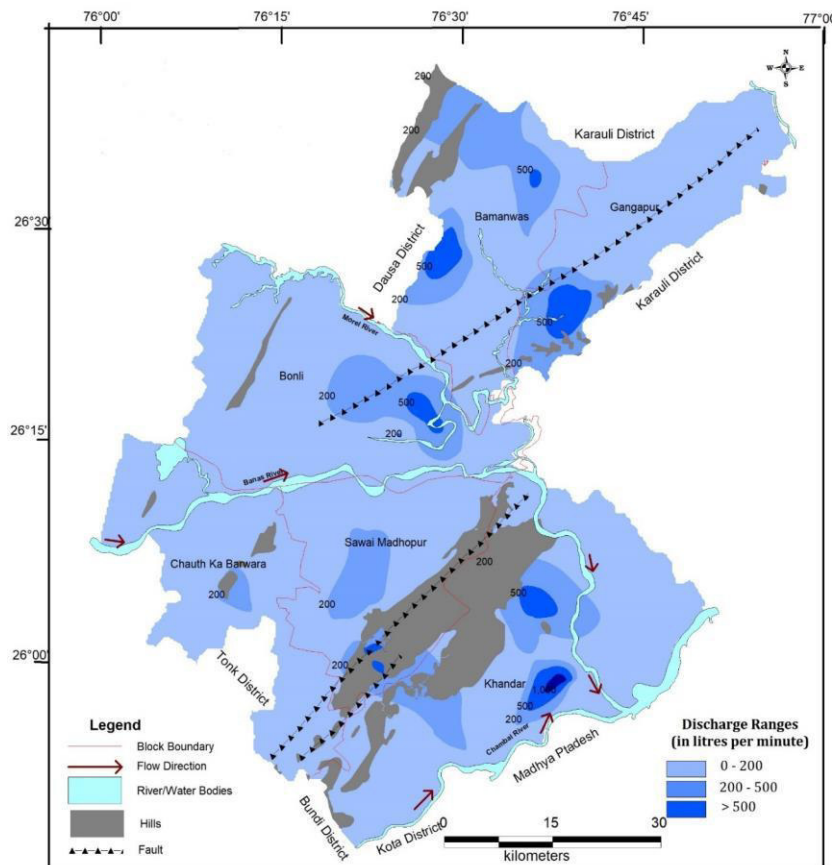 76°00'
76°15'
76°30'
76°45'
77°00
N
W E
S
26°30'
26°15'
26°00'
200
200
Karauli District
500
Bamanwas
Gangapur
Dausa District
500
200
Karauli District
Morel River
500
200
Bonli
200
500
200
Banas River
Sawai Madhopur
200
Chauth Ka Barwara
200
200
500
200
Tonk District
Khandar
500
200
Chambal River
Madhya Ptadesh
Bundi District
Kota District
Legend
Block Boundary
Flow Direction
River/Water Bodies
Hills
Fault
Discharge Ranges
(in litres per minute)
0 - 200
200 - 500
> 500
0 15 30
kilometers